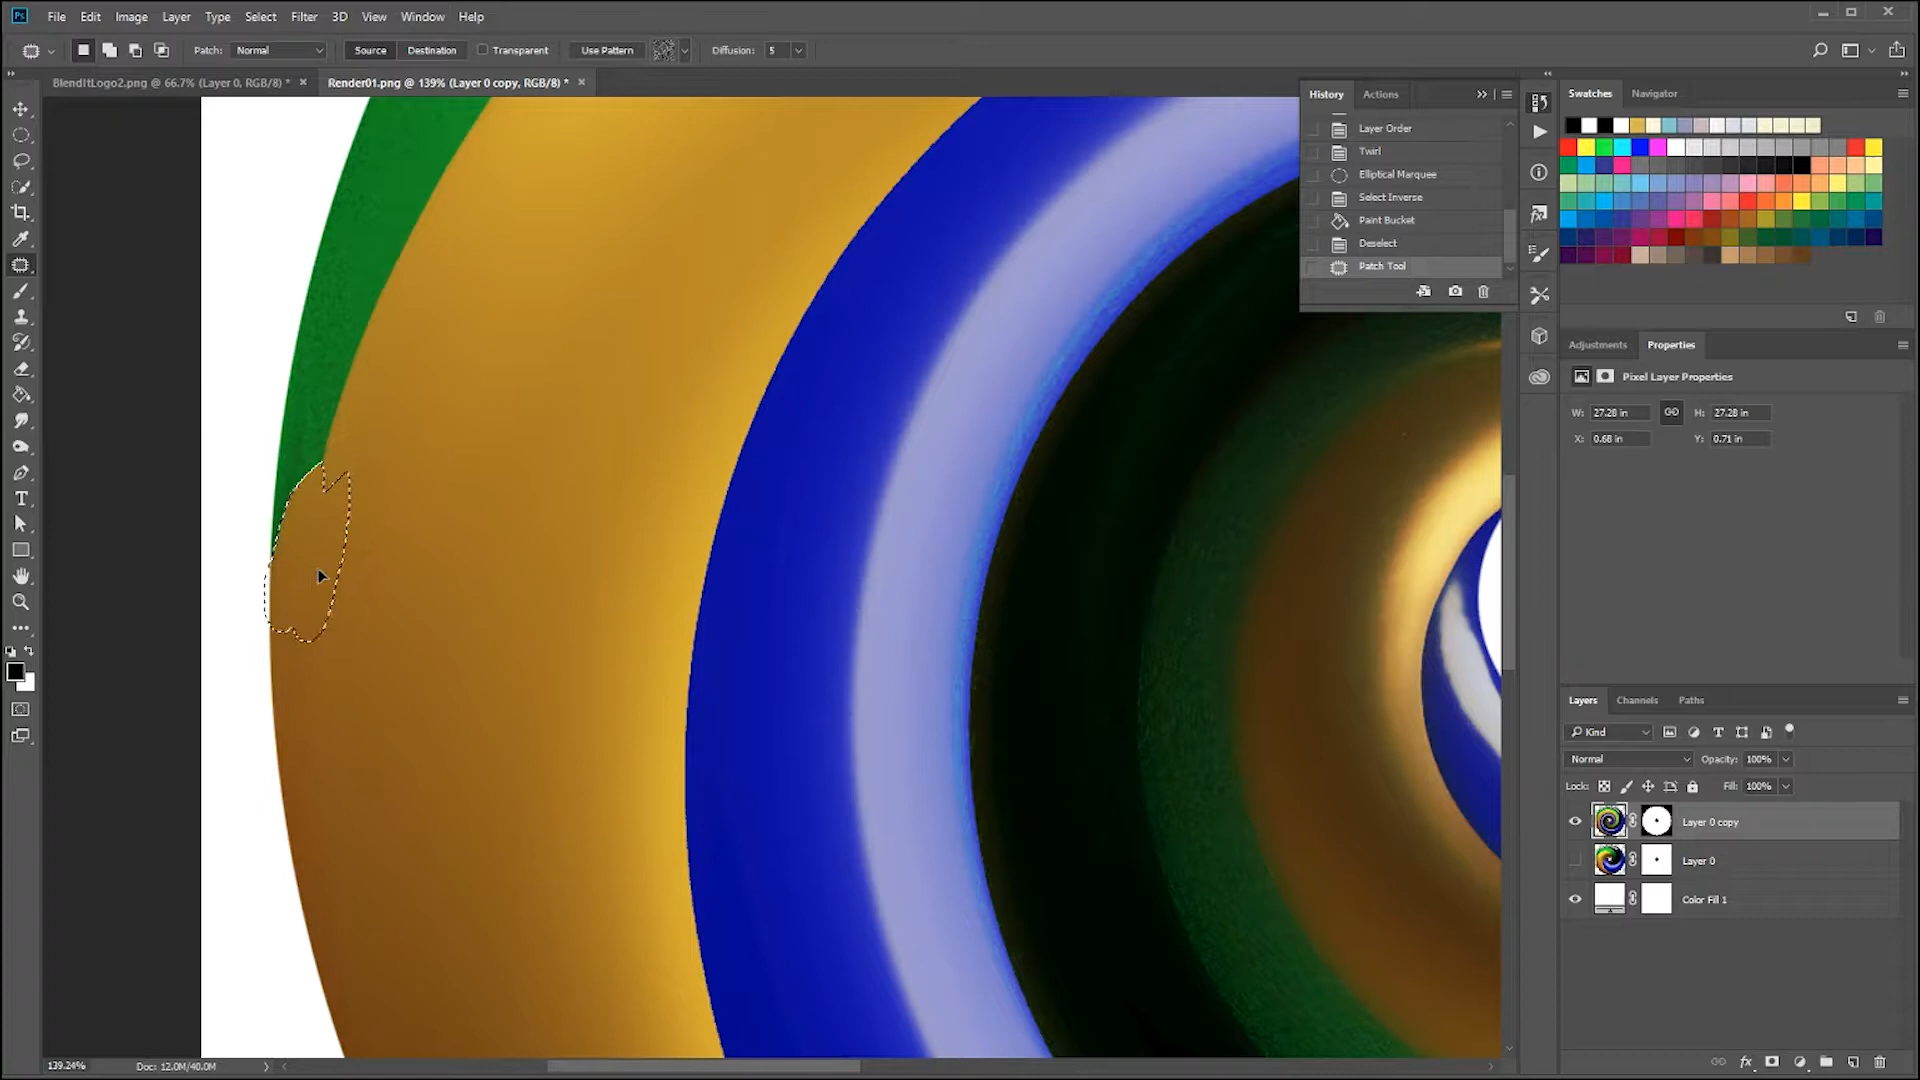 Ps File Edit Image Layer Type Select Filter 3D View Window Help
Patch: Normal Source Destination Transparent Use Pattern Diffusion: 5
BlendItLogo2.png @ 66.7% (Layer 0, RGB/8) * Render01.png @ 139% (Layer 0 copy, RGB/8) *
History Actions
Layer Order
Twirl
Elliptical Marquee
Select Inverse
Paint Bucket
Deselect
Patch Tool
Swatches Navigator
Adjustments Properties
Pixel Layer Properties
W: 27.28 in H: 27.28 in
X: 0.68 in Y: 0.71 in
Layers Channels Paths
Kind
Normal Opacity: 100%
Lock: Fill: 100%
Layer 0 copy
Layer 0
Color Fill 1
139.24% Doc: 12.0M/40.0M